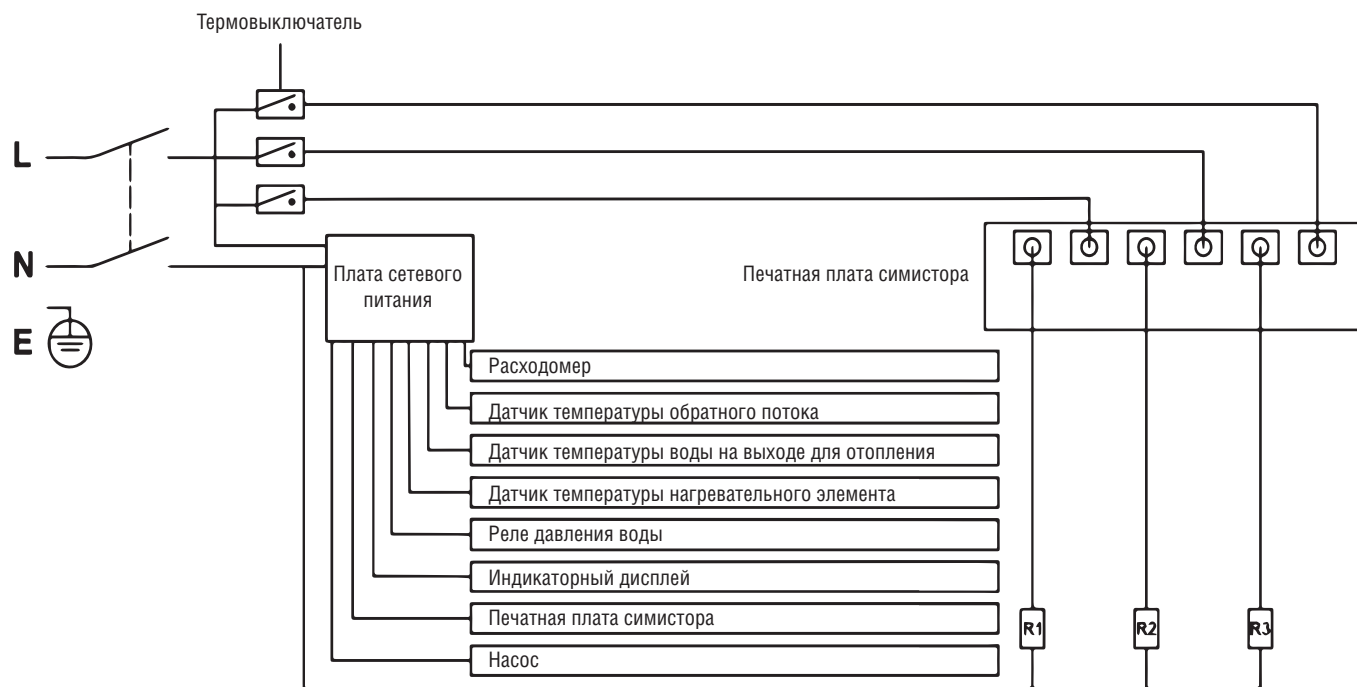 Термовыключатель
L
N
E
Плата сетевого
питания
Печатная плата симистора
Расходомер
Датчик температуры обратного потока
Датчик температуры воды на выходе для отопления
Датчик температуры нагревательного элемента
Реле давления воды
Индикаторный дисплей
Печатная плата симистора
Насос
R1
R2
R3